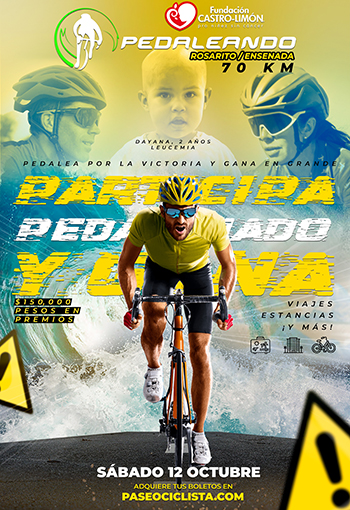 Fundación
CASTRO-LIMÓN
PEDALEANDO
ROSARITO / ENSENADA
70 KM
DAYANA, 2 AÑOS
LEUCEMIA
PEDALEA POR LA VICTORIA Y GANA EN GRANDE
PARTICIPA
PEDALEANDO
Y GANA
$150,000
PESOS EN
PREMIOS
VIAJES
ESTANCIAS
¡Y MÁS!
SÁBADO 12 OCTUBRE
ADQUIERE TUS BOLETOS EN
PASEOCICLISTA.COM